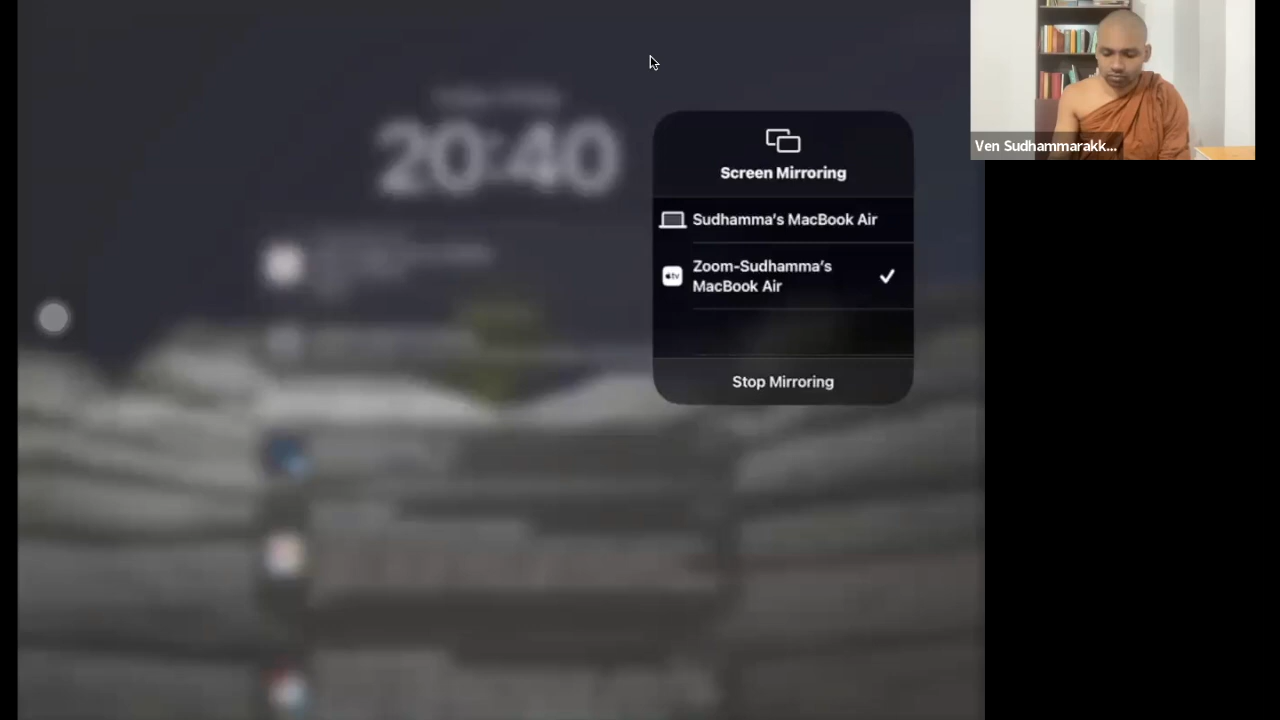 20:40
Screen Mirroring
Sudhamma's MacBook Air
Zoom-Sudhamma's
MacBook Air
Stop Mirroring
Ven Sudhammarakk...